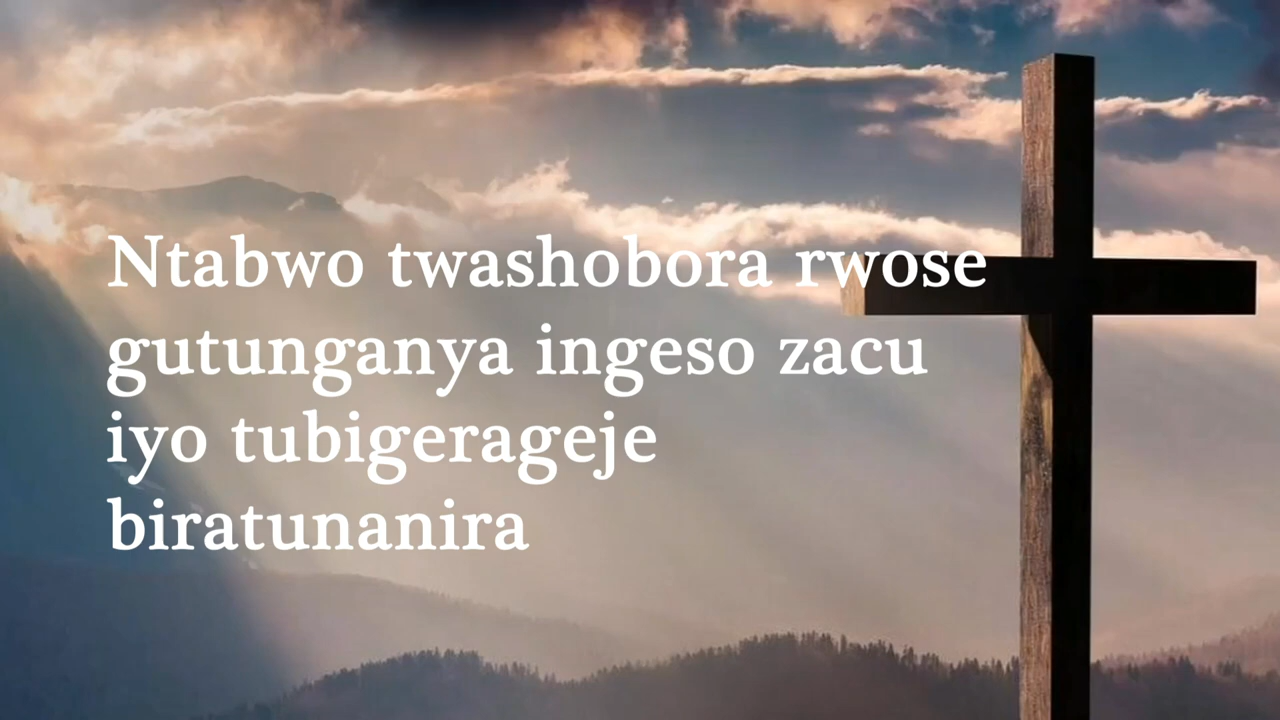 Ntabwo twashobora rwose
gutunganya ingeso zacu
iyo tubigerageje
biratunanira